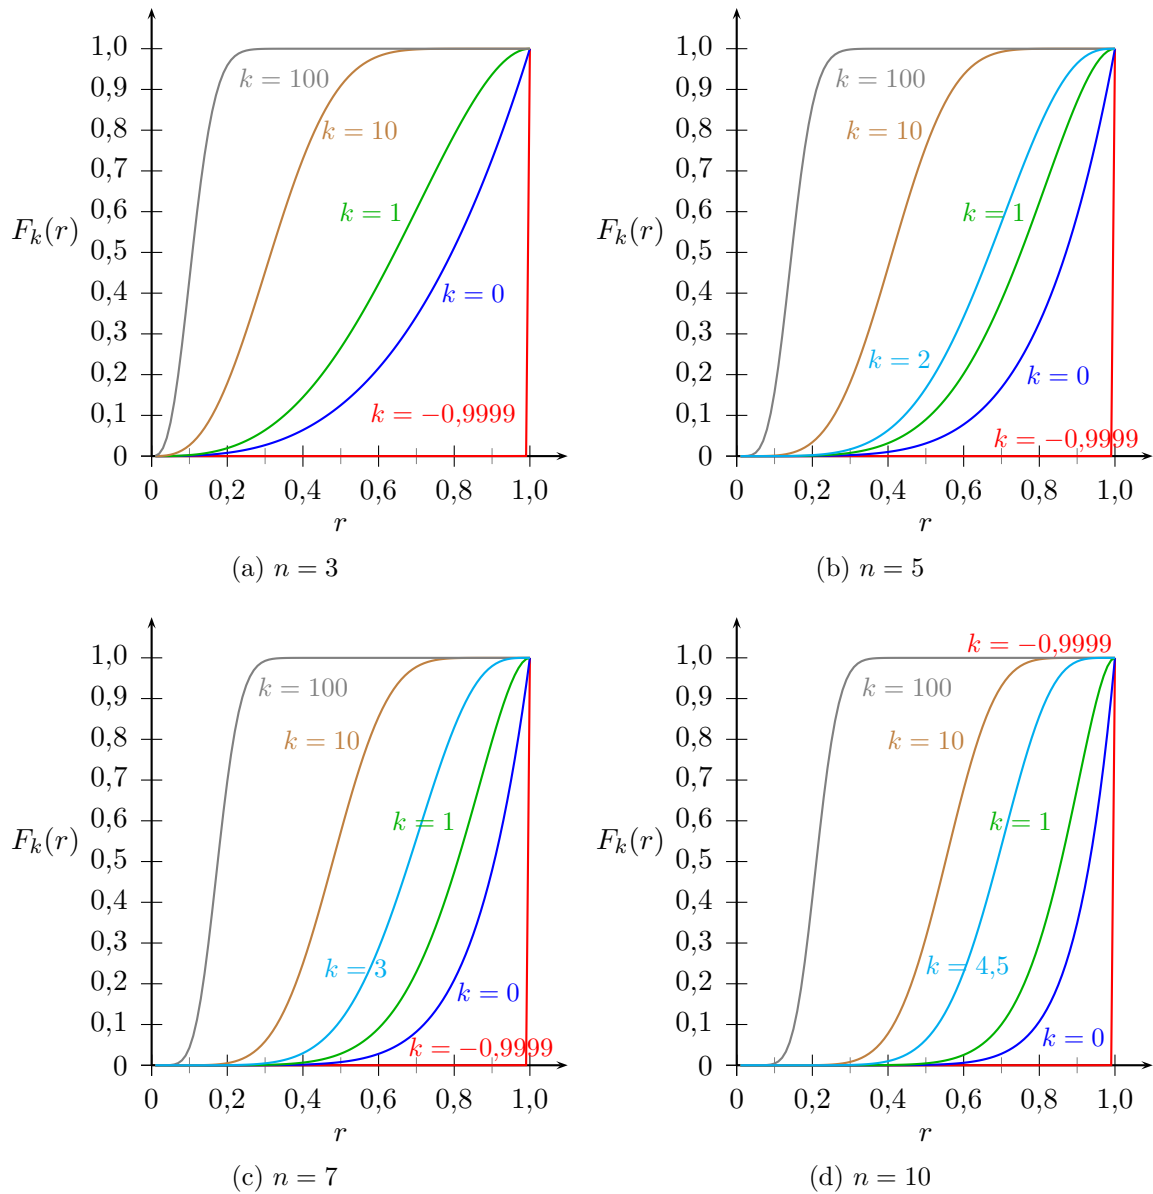 1,0
k = 100
0,9
k = 10
0,8
0,7
k = 1
0,6
F_k(r)
0,5
0,4
k = 0
0,3
0,2
0,1
k = −0,9999
0
0 0,2 0,4 0,6 0,8 1,0
r
(a) n = 3
1,0
k = 100
0,9
k = 10
0,8
0,7
k = 1
0,6
F_k(r)
0,5
0,4
0,3
k = 2
0,2
k = 0
0,1
k = −0,9999
0
0 0,2 0,4 0,6 0,8 1,0
r
(b) n = 5
1,0
k = 100
0,9
k = 10
0,8
0,7
k = 1
0,6
F_k(r)
0,5
0,4
0,3
k = 3
0,2
k = 0
0,1
k = −0,9999
0
0 0,2 0,4 0,6 0,8 1,0
r
(c) n = 7
k = −0,9999
1,0
k = 100
0,9
k = 10
0,8
0,7
k = 1
0,6
F_k(r)
0,5
0,4
0,3
k = 4,5
0,2
0,1
k = 0
0
0 0,2 0,4 0,6 0,8 1,0
r
(d) n = 10